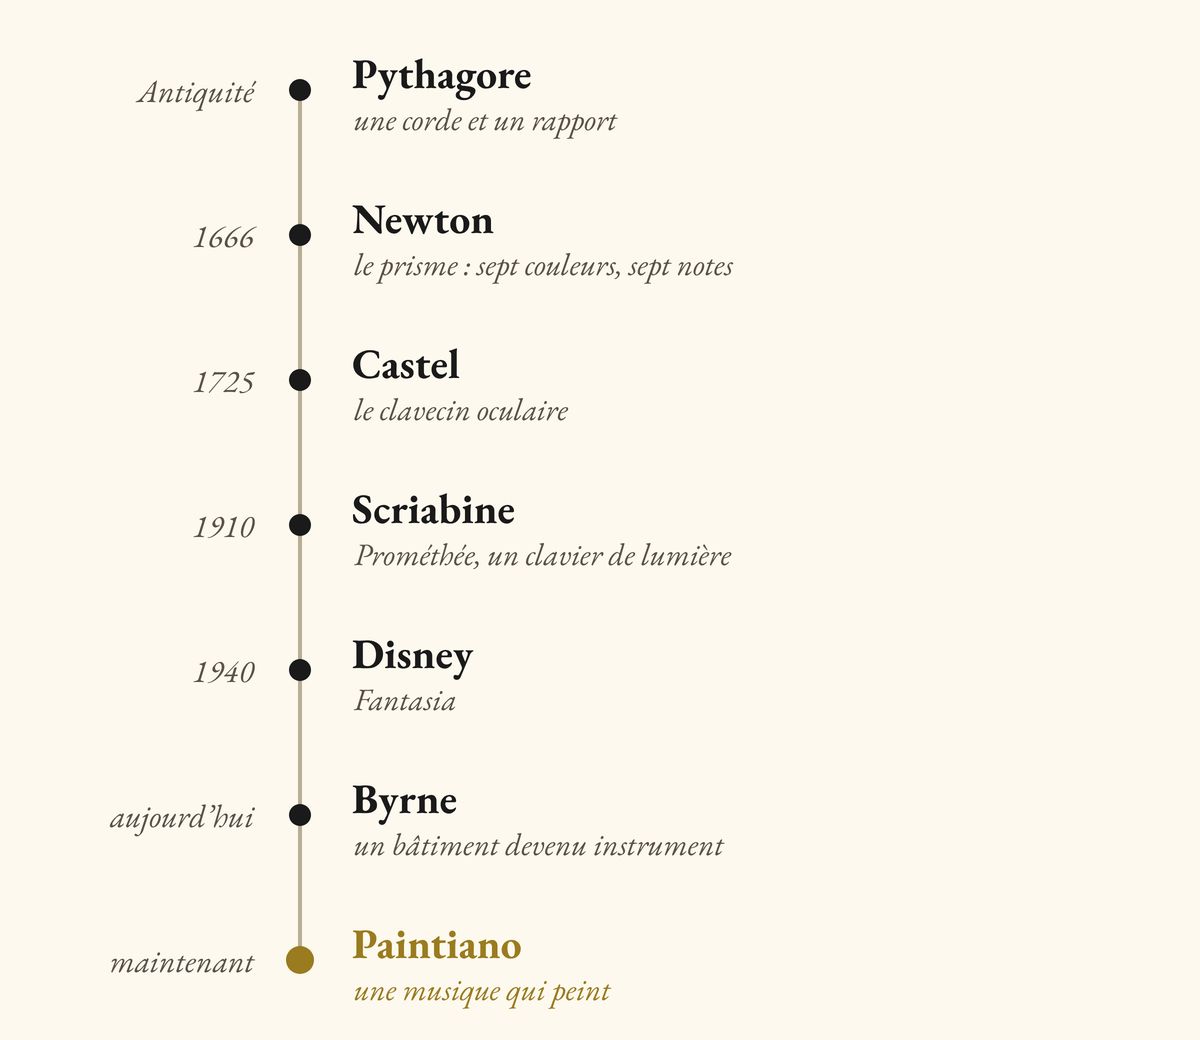 Antiquité
Pythagore
une corde et un rapport
1666
Newton
le prisme : sept couleurs, sept notes
1725
Castel
le clavecin oculaire
1910
Scriabine
Prométhée, un clavier de lumière
1940
Disney
Fantasia
aujourd’hui
Byrne
un bâtiment devenu instrument
maintenant
Paintiano
une musique qui peint